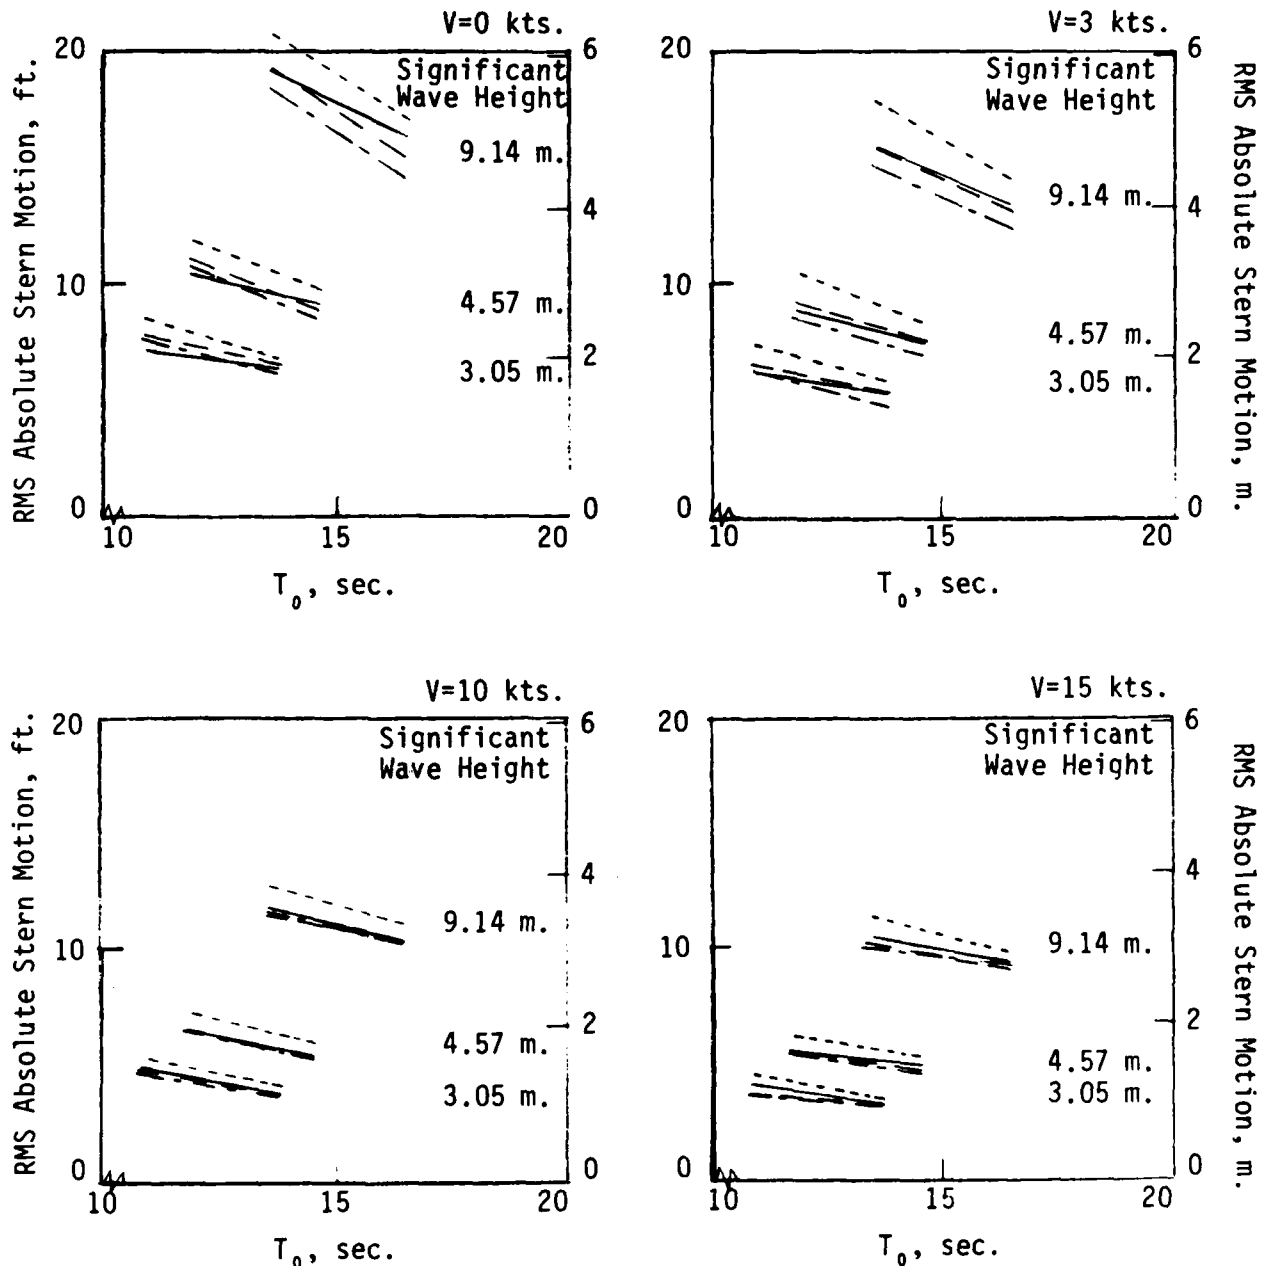 V=0 kts.
20
6
Significant
Wave Height
9.14 m.
4
10
4.57 m.
2
3.05 m.
0
0
10
15
20
T0, sec.
RMS Absolute Stern Motion, ft.
V=3 kts.
20
6
Significant
Wave Height
9.14 m.
4
10
4.57 m.
2
3.05 m.
0
0
10
15
20
T0, sec.
RMS Absolute Stern Motion, m.
V=10 kts.
20
6
Significant
Wave Height
4
9.14 m.
10
2
4.57 m.
3.05 m.
0
0
10
15
20
T0, sec.
RMS Absolute Stern Motion, ft.
V=15 kts.
20
6
Significant
Wave Height
4
9.14 m.
10
2
4.57 m.
3.05 m.
0
0
10
15
20
T0, sec.
RMS Absolute Stern Motion, m.